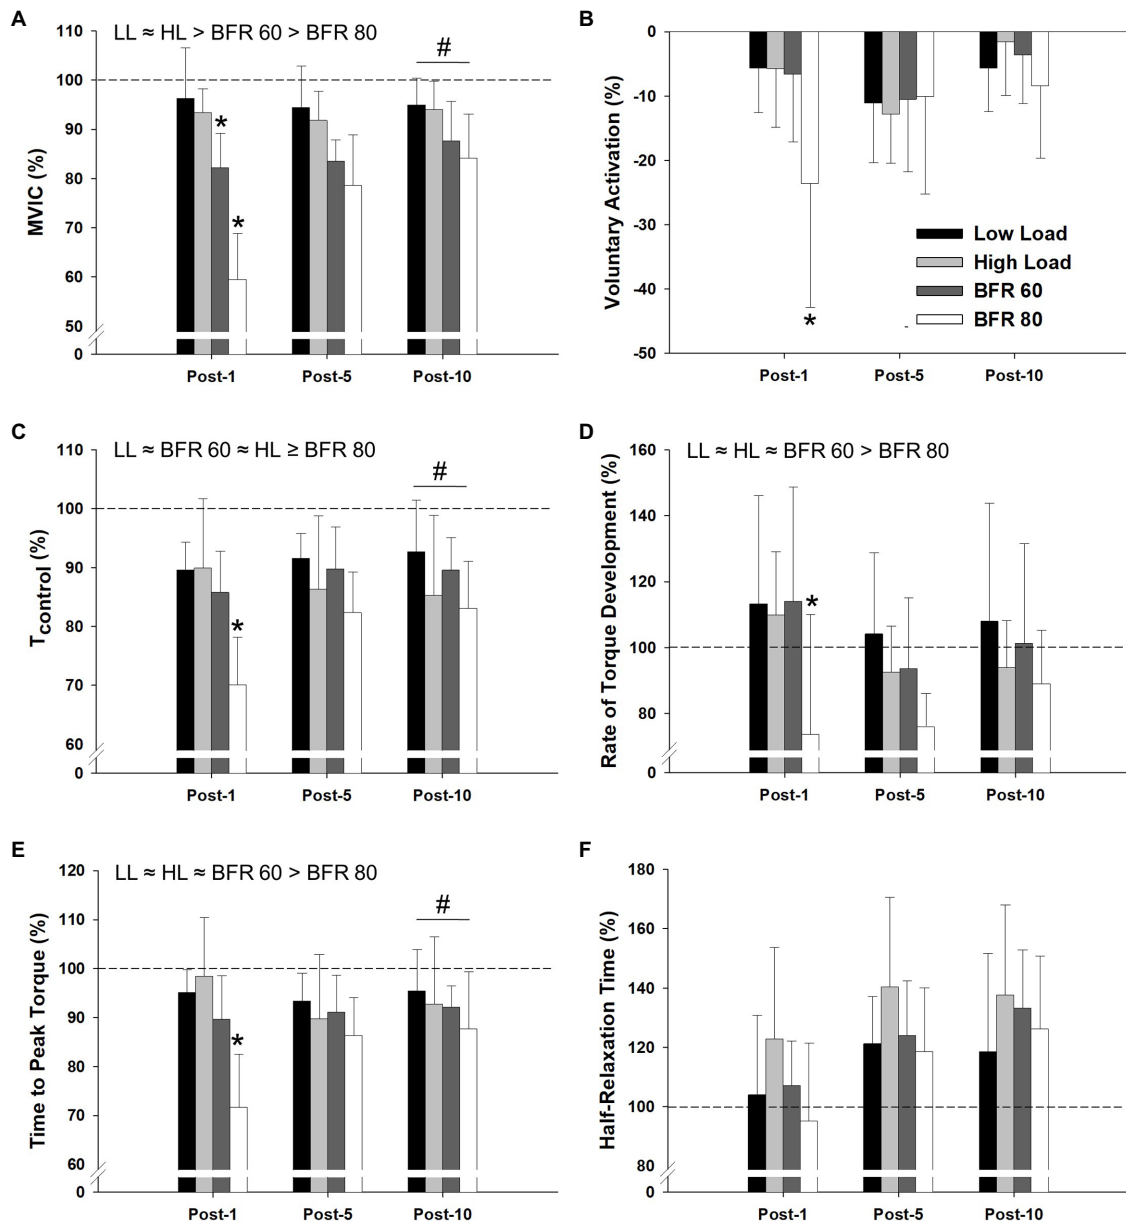 A
LL ≈ HL > BFR 60 > BFR 80
MVIC (%)
110
100
90
80
70
60
50
0
*
*
#
Post-1
Post-5
Post-10
B
Voluntary Activation (%)
0
-10
-20
-30
-40
-50
Low Load
High Load
BFR 60
BFR 80
*
Post-1
Post-5
Post-10
C
LL ≈ BFR 60 ≈ HL ≥ BFR 80
Tcontrol (%)
110
100
90
80
70
60
0
*
#
Post-1
Post-5
Post-10
D
LL ≈ HL ≈ BFR 60 > BFR 80
Rate of Torque Development (%)
160
140
120
100
80
0
*
Post-1
Post-5
Post-10
E
LL ≈ HL ≈ BFR 60 > BFR 80
Time to Peak Torque (%)
120
110
100
90
80
70
60
0
*
#
Post-1
Post-5
Post-10
F
Half-Relaxation Time (%)
180
160
140
120
100
80
0
Post-1
Post-5
Post-10